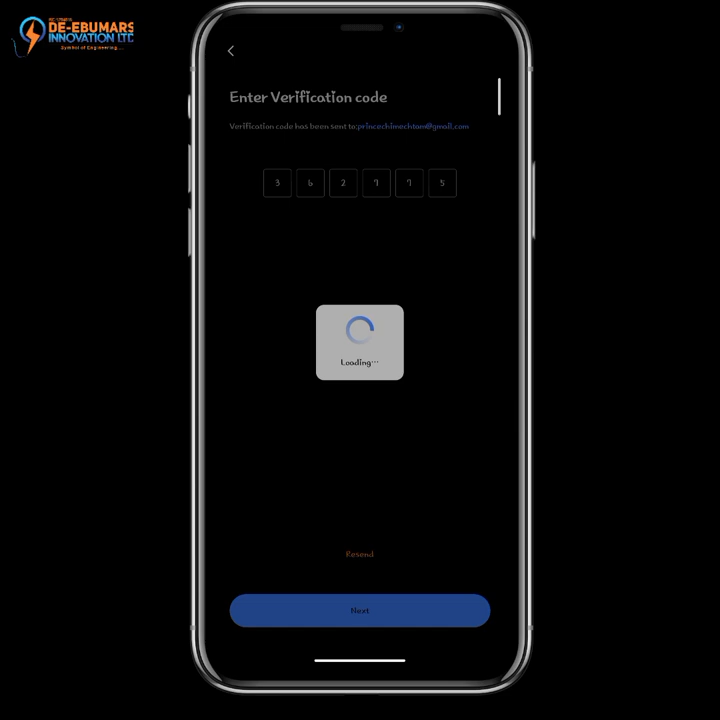 DE-EBUMARS
INNOVATION LTD
Symbol of Engineering...
Enter Verification code
Verification code has been sent to:princechimechtam@gmail.com
3 6 2 7 7 5
Loading...
Resend
Next